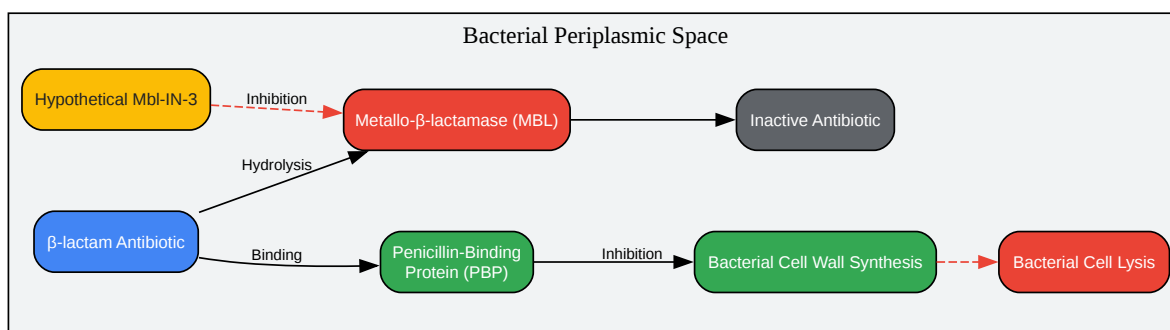 Bacterial Periplasmic Space
Hypothetical Mbl-IN-3
Inhibition
Metallo-β-lactamase (MBL)
Inactive Antibiotic
Hydrolysis
β-lactam Antibiotic
Binding
Penicillin-Binding
Protein (PBP)
Inhibition
Bacterial Cell Wall Synthesis
Bacterial Cell Lysis